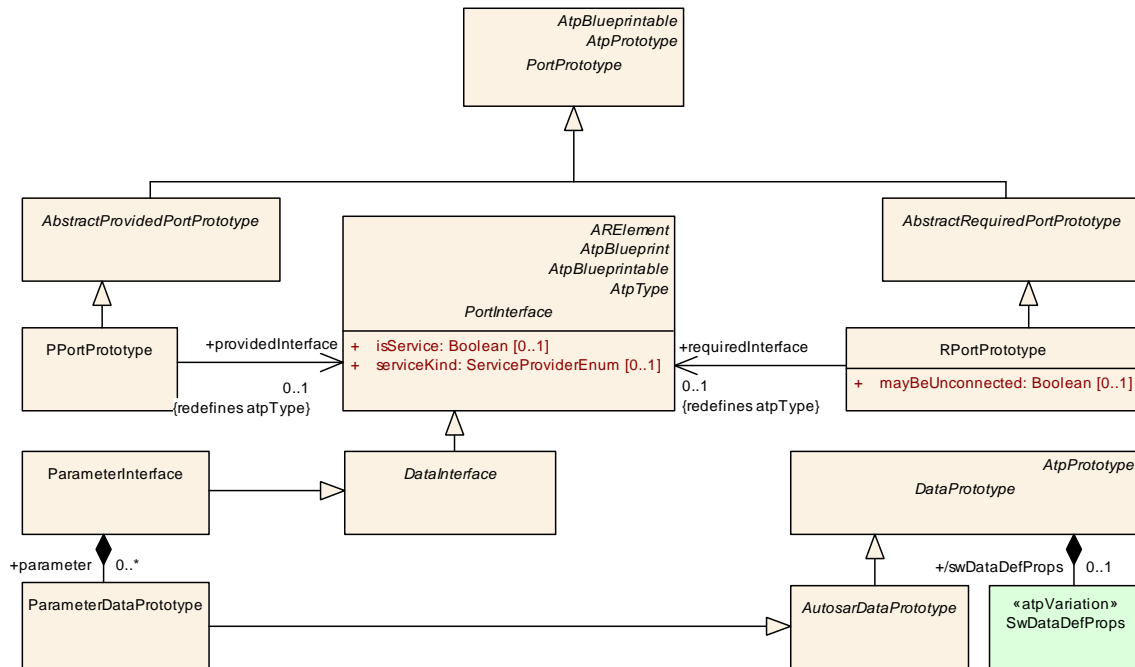 AtpBlueprintable
AtpPrototype
PortPrototype
AbstractProvidedPortPrototype
AbstractRequiredPortPrototype
ARElement
AtpBlueprint
AtpBlueprintable
AtpType
PortInterface
+ isService: Boolean [0..1]
+ serviceKind: ServiceProviderEnum [0..1]
PPortPrototype
+providedInterface
0..1
{redefines atpType}
+requiredInterface
0..1
{redefines atpType}
RPortPrototype
+ mayBeUnconnected: Boolean [0..1]
ParameterInterface
DataInterface
AtpPrototype
DataPrototype
+parameter
0..*
+/swDataDefProps
0..1
ParameterDataPrototype
AutosarDataPrototype
«atpVariation»
SwDataDefProps